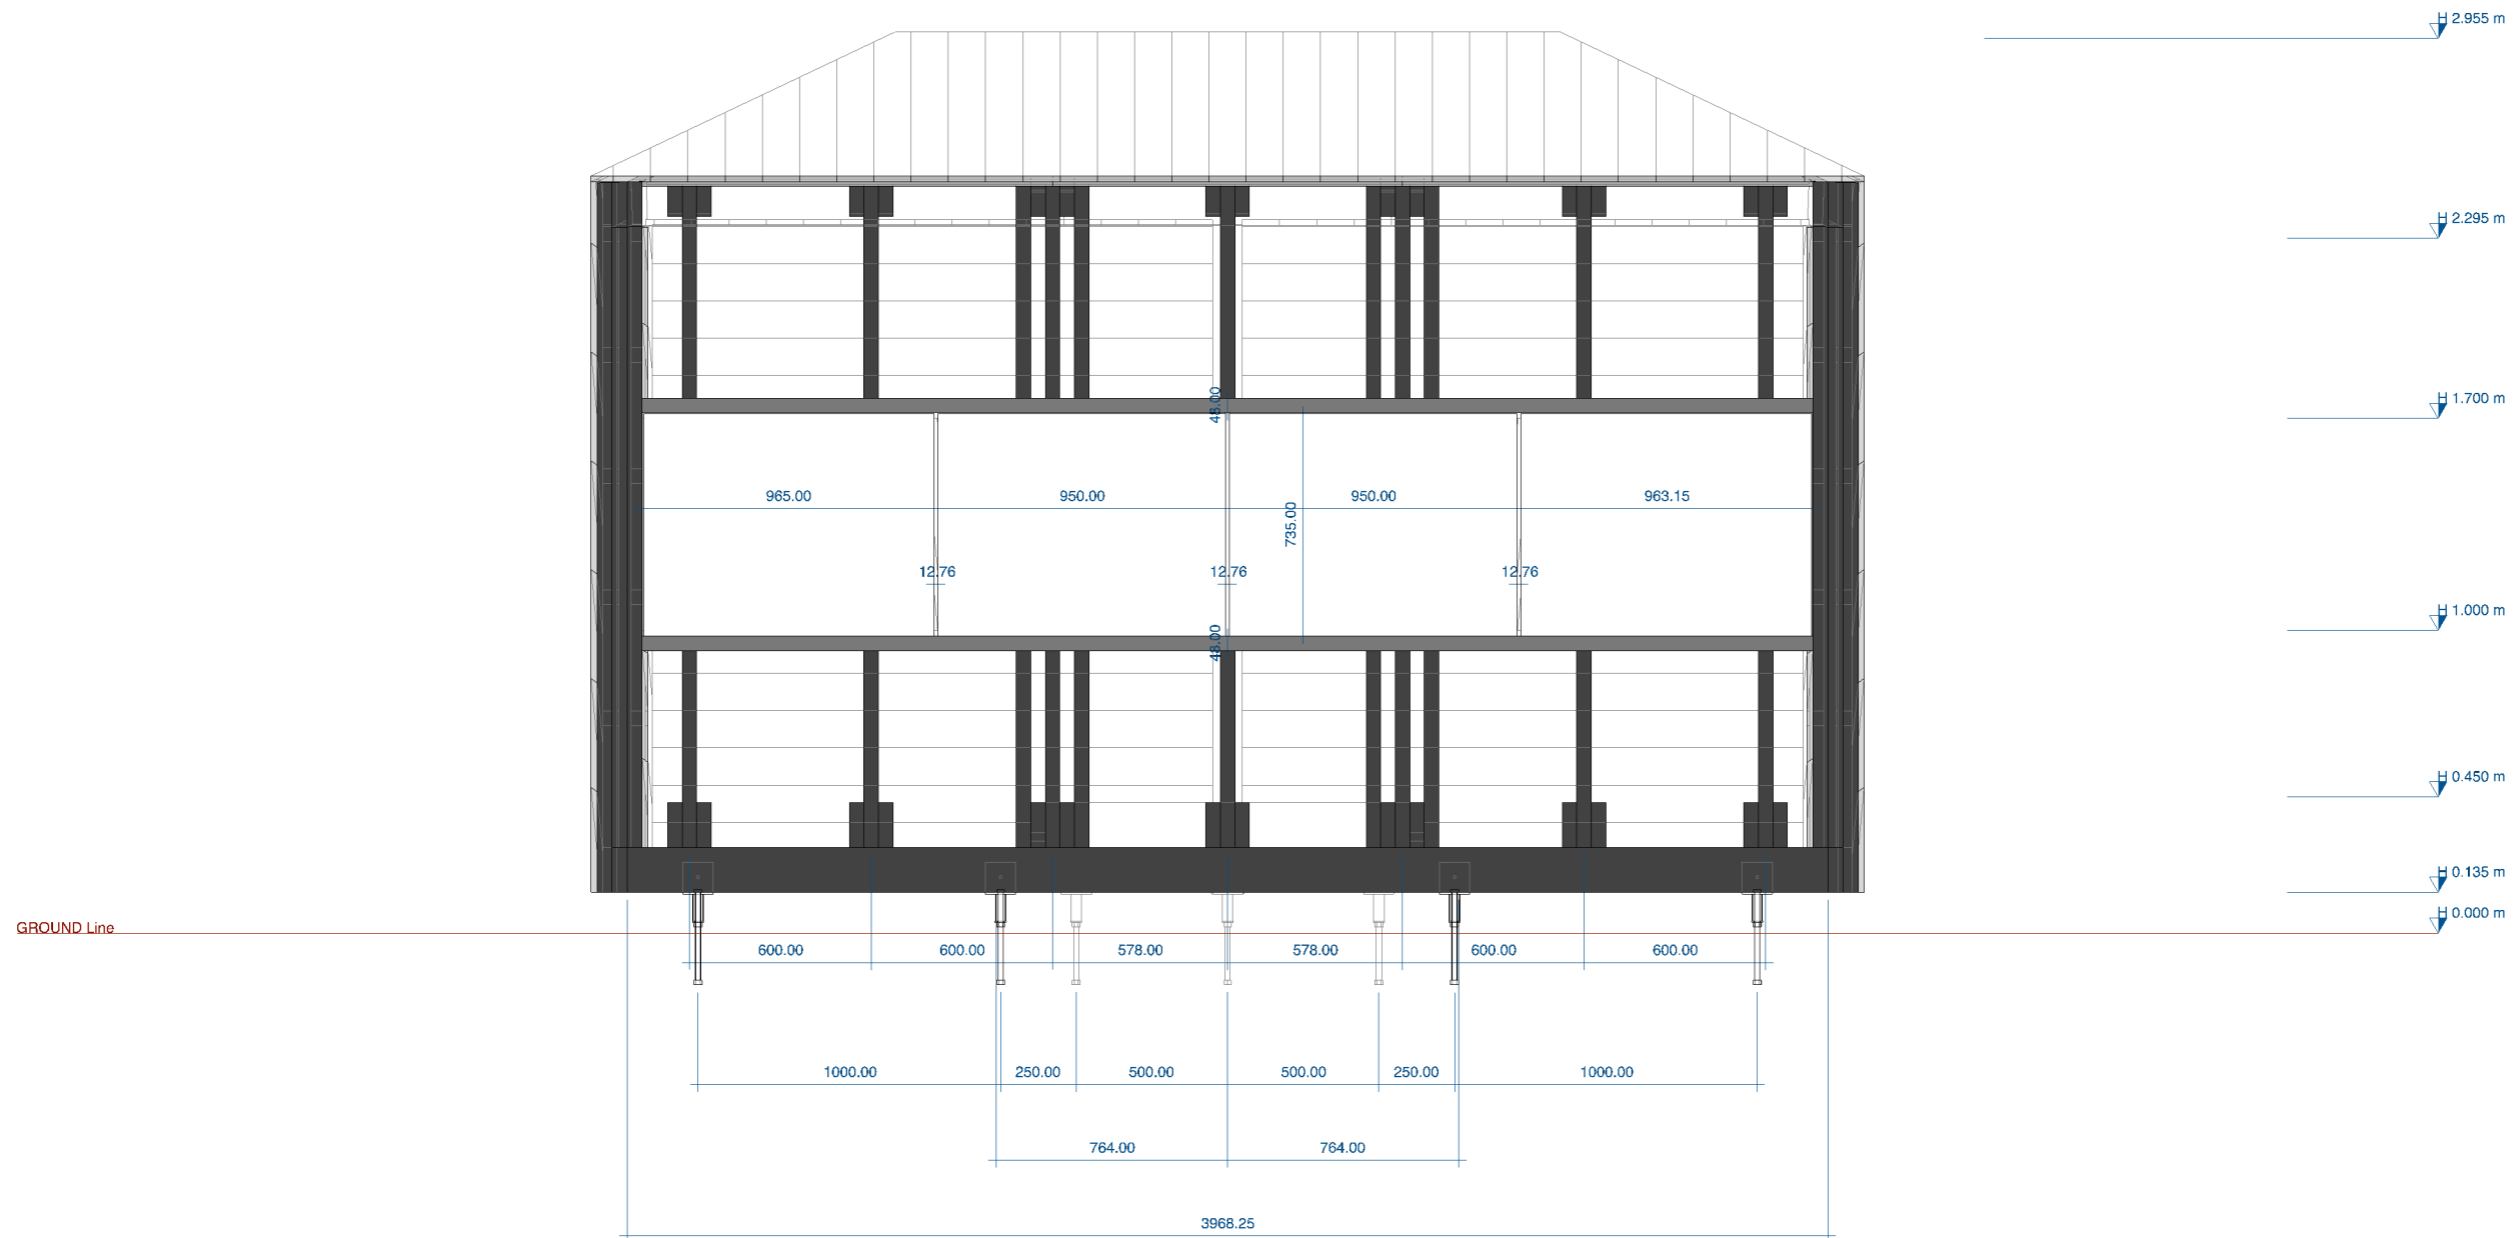 H 2.955 m
H 2.295 m
H 1.700 m
48.00
965.00 950.00 950.00 963.15
735.00
12.76 12.76 12.76
H 1.000 m
48.00
H 0.450 m
H 0.135 m
H 0.000 m
GROUND Line
600.00 600.00 578.00 578.00 600.00 600.00
1000.00 250.00 500.00 500.00 250.00 1000.00
764.00 764.00
3968.25